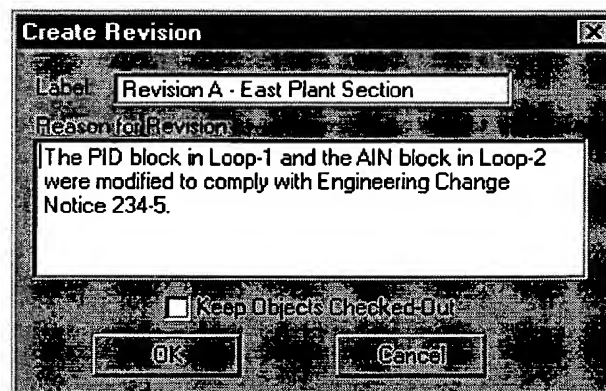 Create Revision
Label: Revision A - East Plant Section
Reason for Revision:
The PID block in Loop-1 and the AIN block in Loop-2
were modified to comply with Engineering Change
Notice 234-5.
Keep Objects Checked-Out
OK Cancel